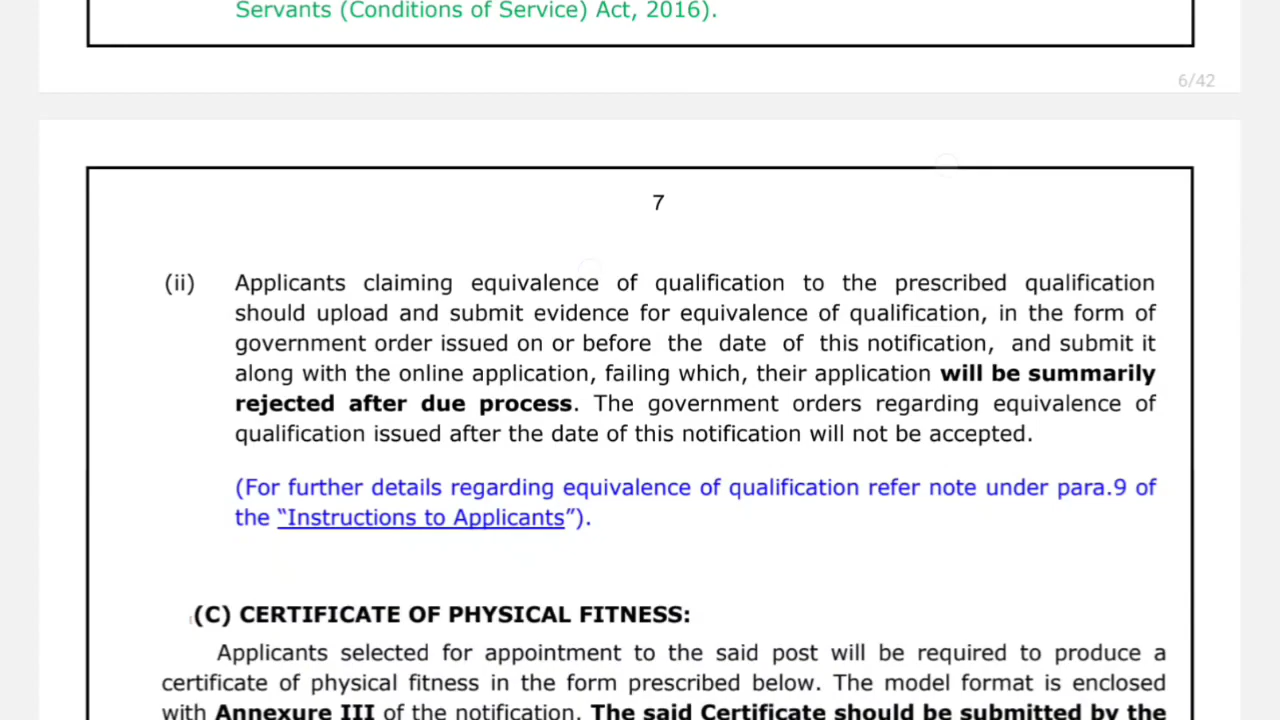 Servants (Conditions of Service) Act, 2016).
6/42
7
(ii) Applicants claiming equivalence of qualification to the prescribed qualification
should upload and submit evidence for equivalence of qualification, in the form of
government order issued on or before the date of this notification, and submit it
along with the online application, failing which, their application will be summarily
rejected after due process. The government orders regarding equivalence of
qualification issued after the date of this notification will not be accepted.
(For further details regarding equivalence of qualification refer note under para.9 of
the “Instructions to Applicants”).
(C) CERTIFICATE OF PHYSICAL FITNESS:
Applicants selected for appointment to the said post will be required to produce a
certificate of physical fitness in the form prescribed below. The model format is enclosed
with Annexure III of the notification. The said Certificate should be submitted by the